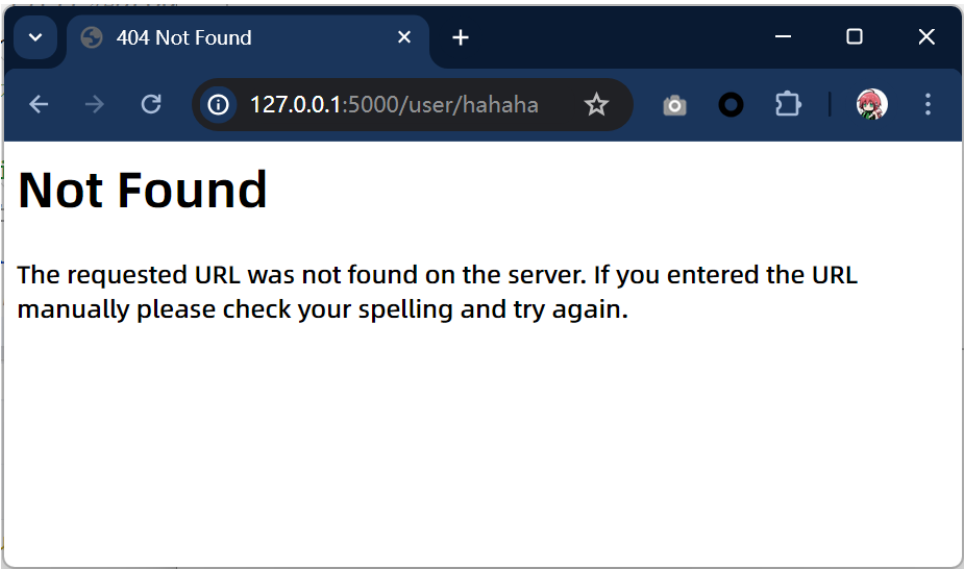 404 Not Found
127.0.0.1:5000/user/hahaha
Not Found
The requested URL was not found on the server. If you entered the URL
manually please check your spelling and try again.